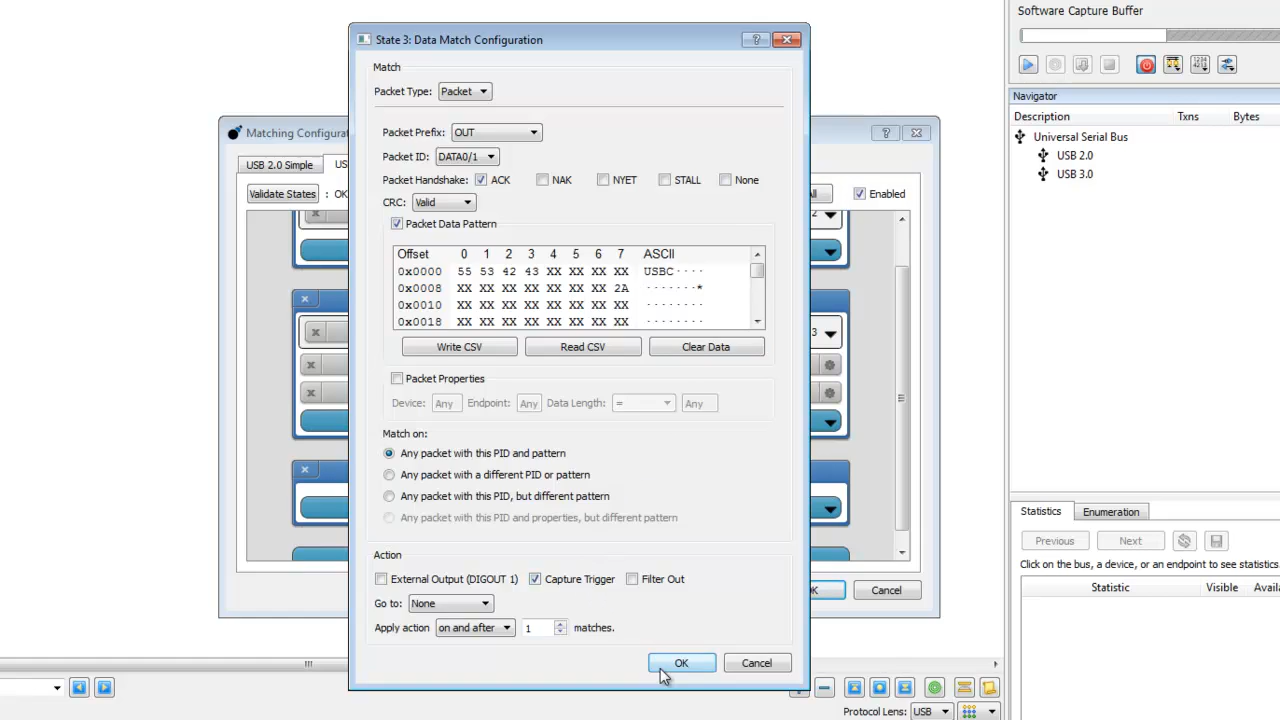 Software Capture Buffer
State 3: Data Match Configuration
Match
Packet Type: Packet
Navigator
Description Txns Bytes
Universal Serial Bus
USB 2.0
USB 3.0
Matching Configurat
USB 2.0 Simple US
Validate States : OK
All Enabled
2
3
Packet Prefix: OUT
Packet ID: DATA0/1
Packet Handshake: ACK NAK NYET STALL None
CRC: Valid
Packet Data Pattern
Offset 0 1 2 3 4 5 6 7 ASCII
0x0000 55 53 42 43 XX XX XX XX USBC····
0x0008 XX XX XX XX XX XX XX 2A ·······*
0x0010 XX XX XX XX XX XX XX XX ········
0x0018 XX XX XX XX XX XX XX XX ········
Write CSV Read CSV Clear Data
Packet Properties
Device: Any Endpoint: Any Data Length: = Any
Match on:
Any packet with this PID and pattern
Any packet with a different PID or pattern
Any packet with this PID, but different pattern
Any packet with this PID and properties, but different pattern
Action
External Output (DIGOUT 1) Capture Trigger Filter Out
Go to: None
Apply action on and after 1 matches.
OK Cancel
OK Cancel
Statistics Enumeration
Previous Next
Click on the bus, a device, or an endpoint to see statistics
Statistic Visible Avail
Protocol Lens: USB